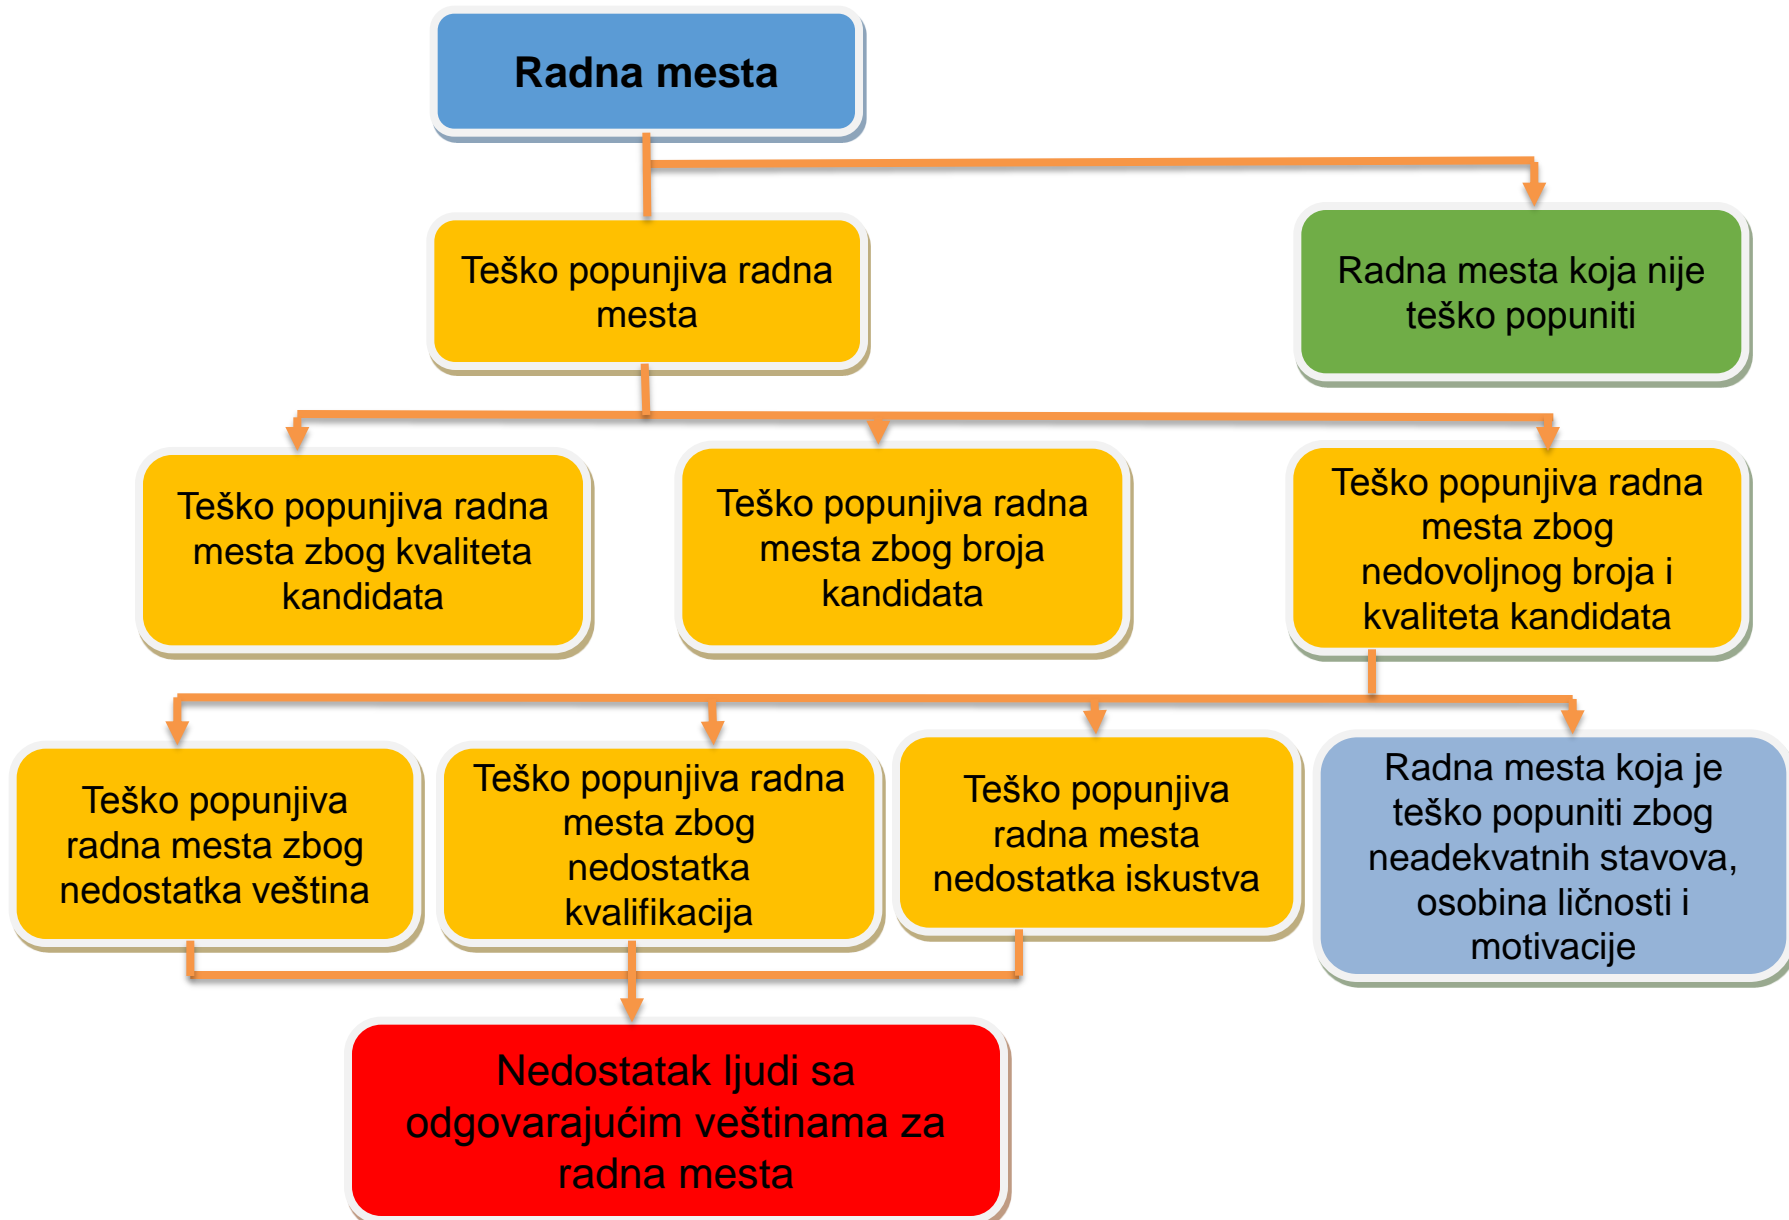 Radna mesta
Teško popunjiva radna
mesta
Radna mesta koja nije
teško popuniti
Teško popunjiva radna
mesta zbog kvaliteta
kandidata
Teško popunjiva radna
mesta zbog broja
kandidata
Teško popunjiva radna
mesta zbog
nedovoljnog broja i
kvaliteta kandidata
Teško popunjiva
radna mesta zbog
nedostatka veština
Teško popunjiva radna
mesta zbog
nedostatka
kvalifikacija
Teško popunjiva
radna mesta
nedostatka iskustva
Radna mesta koja je
teško popuniti zbog
neadekvatnih stavova,
osobina ličnosti i
motivacije
Nedostatak ljudi sa
odgovarajućim veštinama za
radna mesta